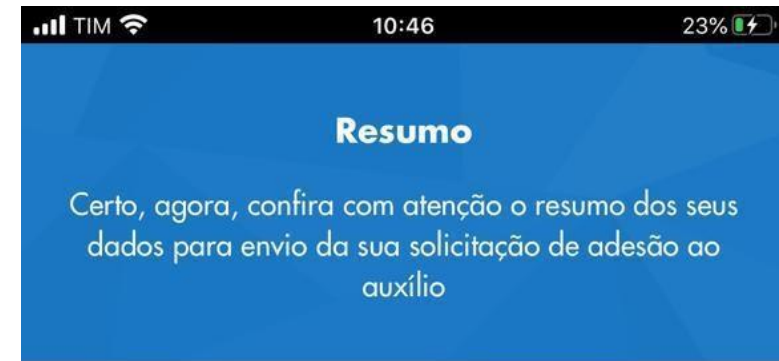 TIM 10:46 23%
Resumo
Certo, agora, confira com atenção o resumo dos seus
dados para envio da sua solicitação de adesão ao
auxílio